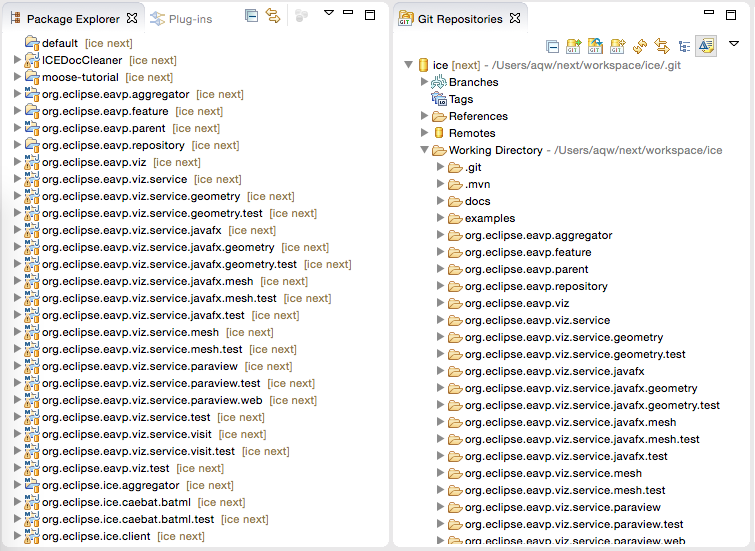 Package Explorer
Plug-ins
default [ice next]
ICEDocCleaner [ice next]
moose-tutorial [ice next]
org.eclipse.eavp.aggregator [ice next]
org.eclipse.eavp.feature [ice next]
org.eclipse.eavp.parent [ice next]
org.eclipse.eavp.repository [ice next]
org.eclipse.eavp.viz [ice next]
org.eclipse.eavp.viz.service [ice next]
org.eclipse.eavp.viz.service.geometry [ice next]
org.eclipse.eavp.viz.service.geometry.test [ice next]
org.eclipse.eavp.viz.service.javafx [ice next]
org.eclipse.eavp.viz.service.javafx.geometry [ice next]
org.eclipse.eavp.viz.service.javafx.geometry.test [ice next]
org.eclipse.eavp.viz.service.javafx.mesh [ice next]
org.eclipse.eavp.viz.service.javafx.mesh.test [ice next]
org.eclipse.eavp.viz.service.javafx.test [ice next]
org.eclipse.eavp.viz.service.mesh [ice next]
org.eclipse.eavp.viz.service.mesh.test [ice next]
org.eclipse.eavp.viz.service.paraview [ice next]
org.eclipse.eavp.viz.service.paraview.test [ice next]
org.eclipse.eavp.viz.service.paraview.web [ice next]
org.eclipse.eavp.viz.service.test [ice next]
org.eclipse.eavp.viz.service.visit [ice next]
org.eclipse.eavp.viz.service.visit.test [ice next]
org.eclipse.eavp.viz.test [ice next]
org.eclipse.ice.aggregator [ice next]
org.eclipse.ice.caebat.batml [ice next]
org.eclipse.ice.caebat.batml.test [ice next]
org.eclipse.ice.client [ice next]
Git Repositories
ice [next] - /Users/aqw/next/workspace/ice/.git
Branches
Tags
References
Remotes
Working Directory - /Users/aqw/next/workspace/ice
.git
.mvn
docs
examples
org.eclipse.eavp.aggregator
org.eclipse.eavp.feature
org.eclipse.eavp.parent
org.eclipse.eavp.repository
org.eclipse.eavp.viz
org.eclipse.eavp.viz.service
org.eclipse.eavp.viz.service.geometry
org.eclipse.eavp.viz.service.geometry.test
org.eclipse.eavp.viz.service.javafx
org.eclipse.eavp.viz.service.javafx.geometry
org.eclipse.eavp.viz.service.javafx.geometry.test
org.eclipse.eavp.viz.service.javafx.mesh
org.eclipse.eavp.viz.service.javafx.mesh.test
org.eclipse.eavp.viz.service.javafx.test
org.eclipse.eavp.viz.service.mesh
org.eclipse.eavp.viz.service.mesh.test
org.eclipse.eavp.viz.service.paraview
org.eclipse.eavp.viz.service.paraview.test
org.eclipse.eavp.viz.service.paraview.web